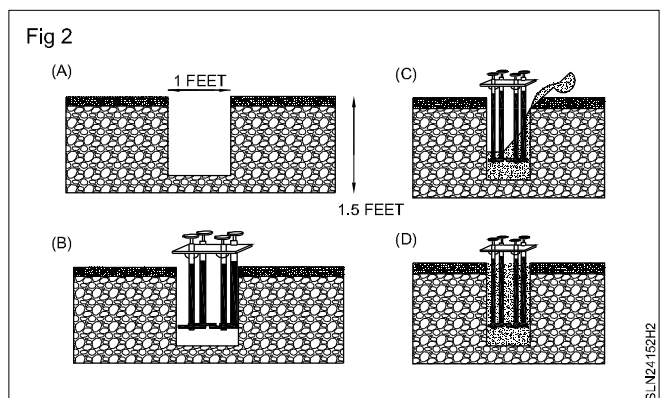 Fig 2
(A)
1 FEET
1.5 FEET
(B)
(C)
(D)
SLN24152H2